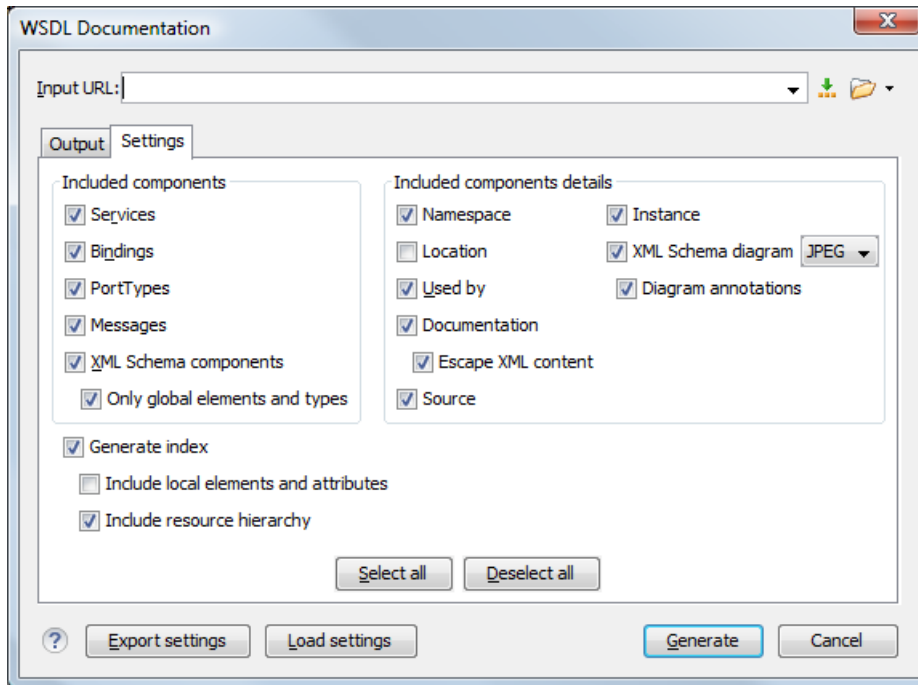 WSDL Documentation
Input URL:
Output Settings
Included components
Services
Bindings
PortTypes
Messages
XML Schema components
Only global elements and types
Included components details
Namespace
Location
Used by
Documentation
Escape XML content
Source
Instance
XML Schema diagram JPEG
Diagram annotations
Generate index
Include local elements and attributes
Include resource hierarchy
Select all Deselect all
? Export settings Load settings Generate Cancel